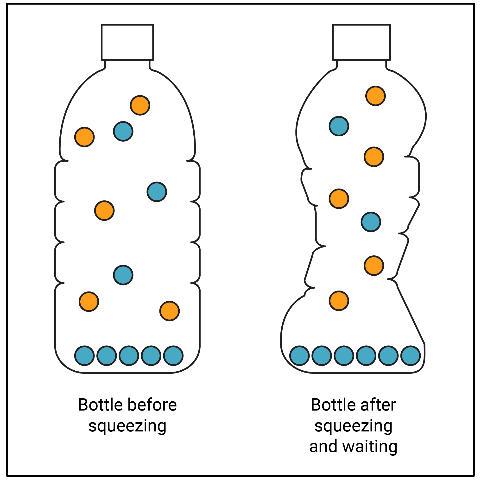 Bottle before
squeezing
Bottle after
squeezing
and waiting